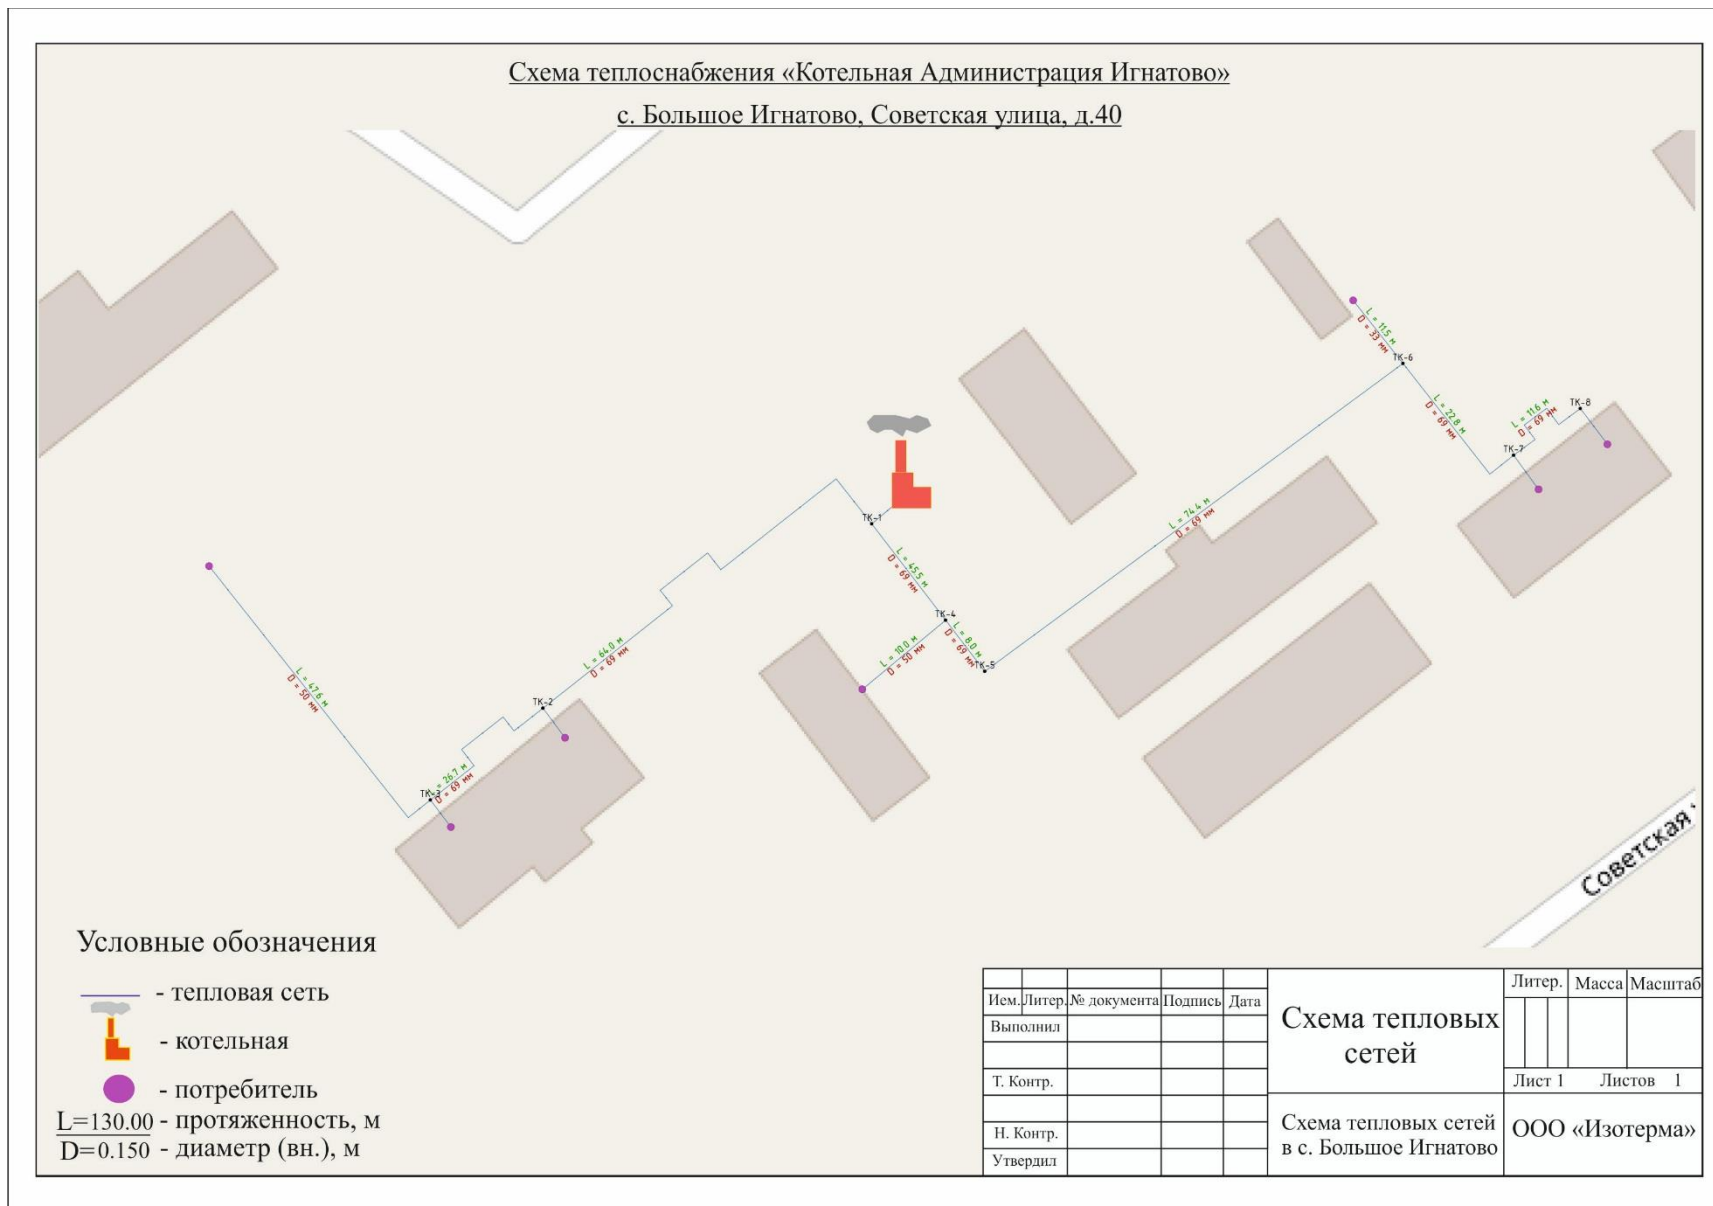 Схема теплоснабжения «Котельная Администрация Игнатово»
с. Большое Игнатово, Советская улица, д.40
L = 11.5 м
D = 33 мм
ТК-6
L = 22.8 м
D = 69 мм
L = 11.6 м
D = 69 мм
ТК-8
ТК-7
L = 74.4 м
D = 69 мм
ТК-1
L = 45.5 м
D = 69 мм
ТК-4
L = 8.0 м
D = 69 мм
ТК-5
L = 10.0 м
D = 50 мм
L = 64.0 м
D = 69 мм
ТК-2
L = 47.6 м
D = 50 мм
L = 26.7 м
D = 69 мм
ТК-3
Советская
Условные обозначения
- тепловая сеть
- котельная
- потребитель
L=130.00 - протяженность, м
D=0.150 - диаметр (вн.), м
Ием. Литер. № документа Подпись Дата
Выполнил
Т. Контр.
Н. Контр.
Утвердил
Схема тепловых
сетей
Схема тепловых сетей
в с. Большое Игнатово
Литер. Масса Масштаб
Лист 1 Листов 1
ООО «Изотерма»